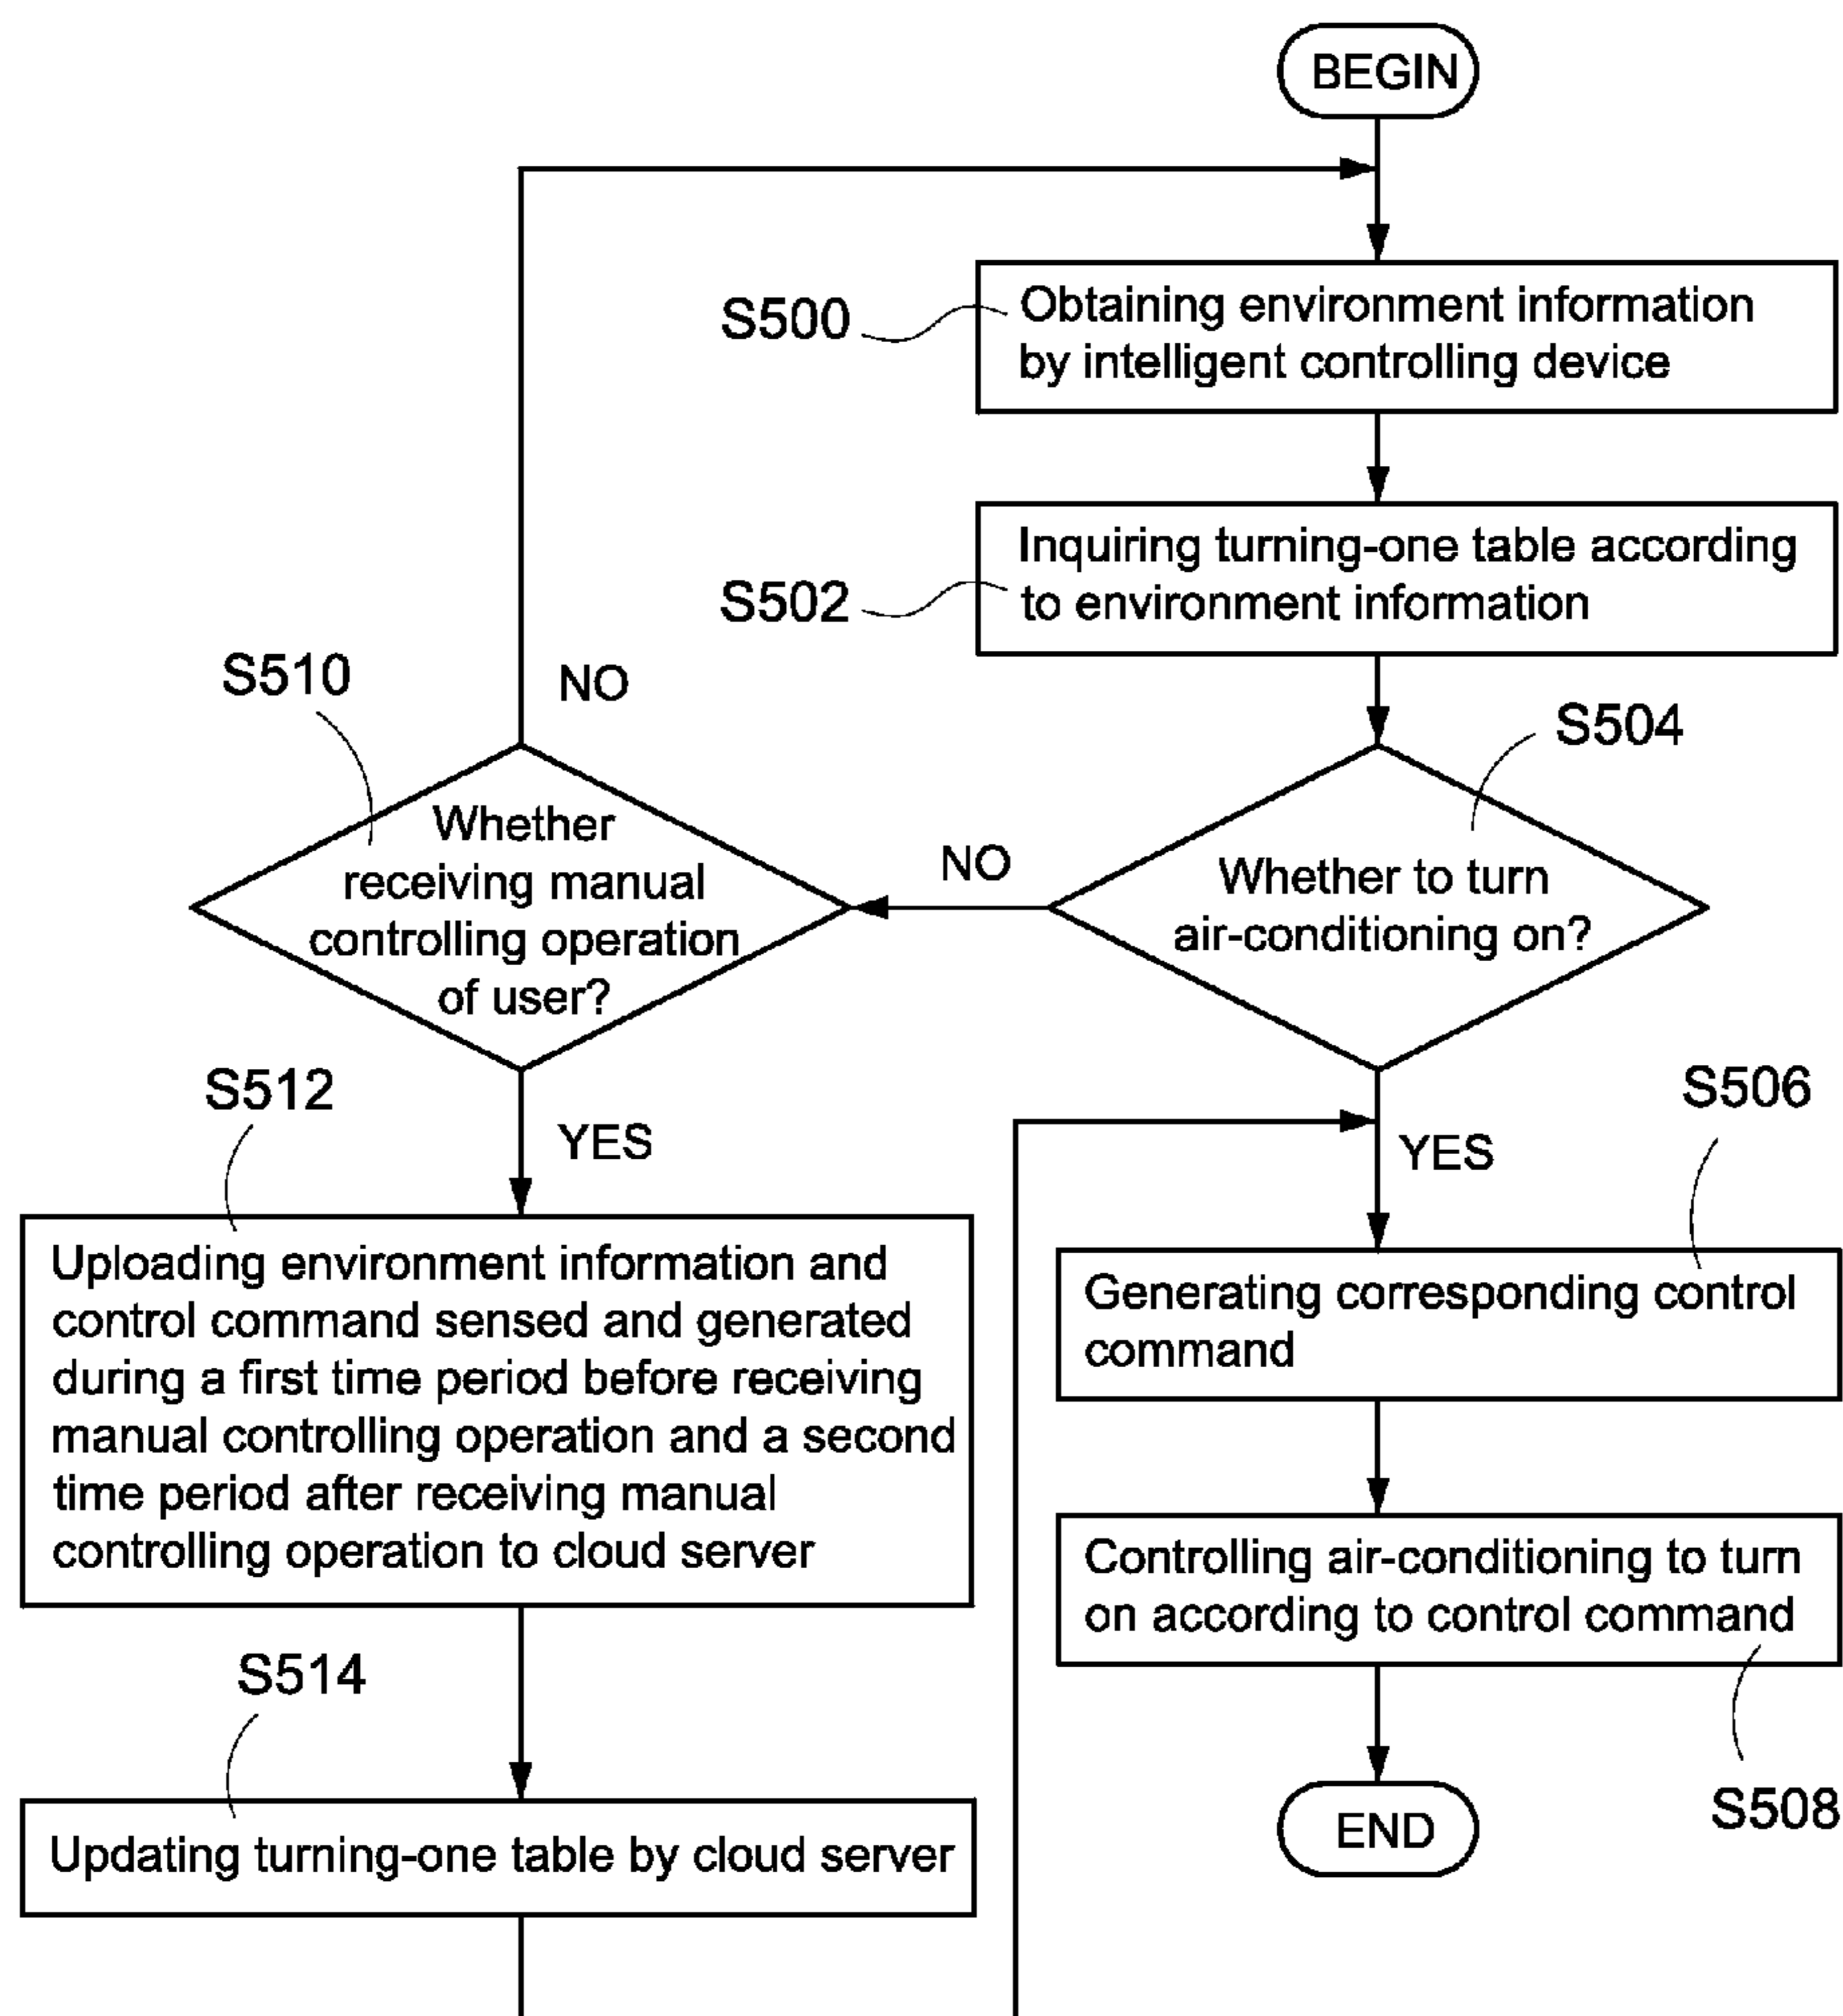 BEGIN
S500
Obtaining environment information
by intelligent controlling device
S502
Inquiring turning-one table according
to environment information
S504
Whether to turn
air-conditioning on?
NO
YES
S510
Whether
receiving manual
controlling operation
of user?
NO
YES
S512
Uploading environment information and
control command sensed and generated
during a first time period before receiving
manual controlling operation and a second
time period after receiving manual
controlling operation to cloud server
S514
Updating turning-one table by cloud server
S506
Generating corresponding control
command
Controlling air-conditioning to turn
on according to control command
S508
END